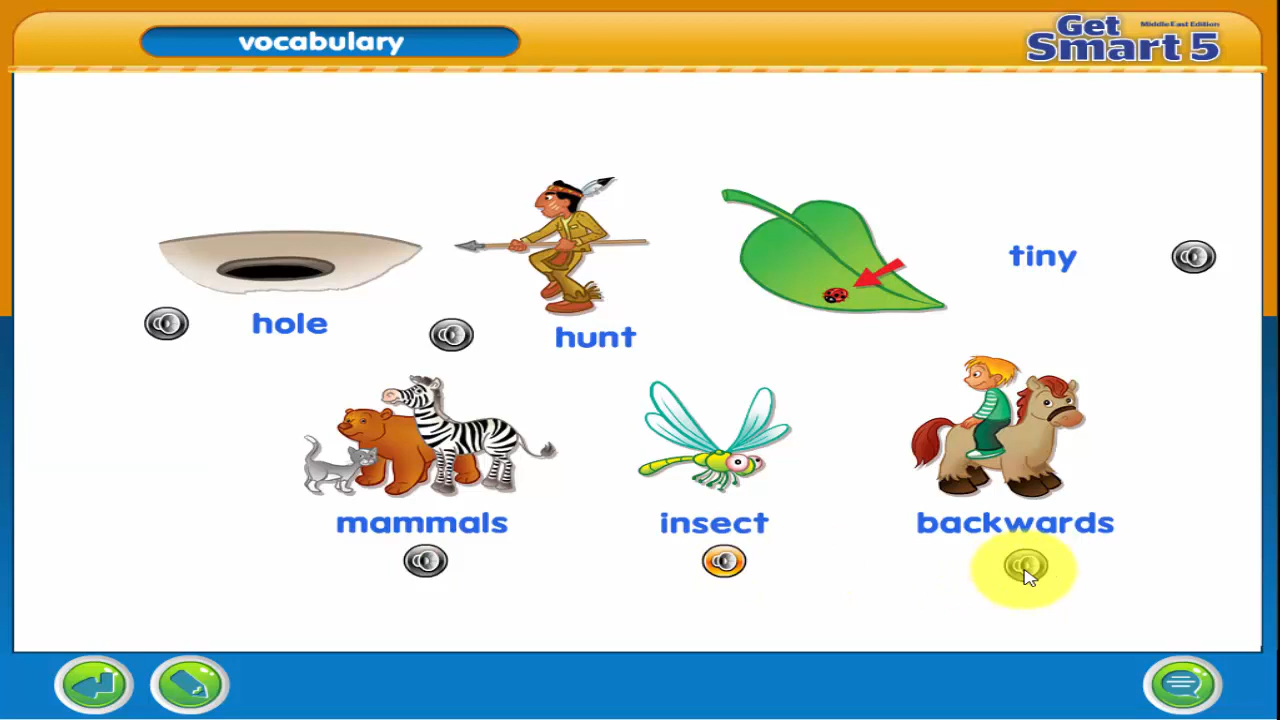 vocabulary
Middle East Edition
Get
Smart 5
tiny
hole
hunt
mammals
insect
backwards